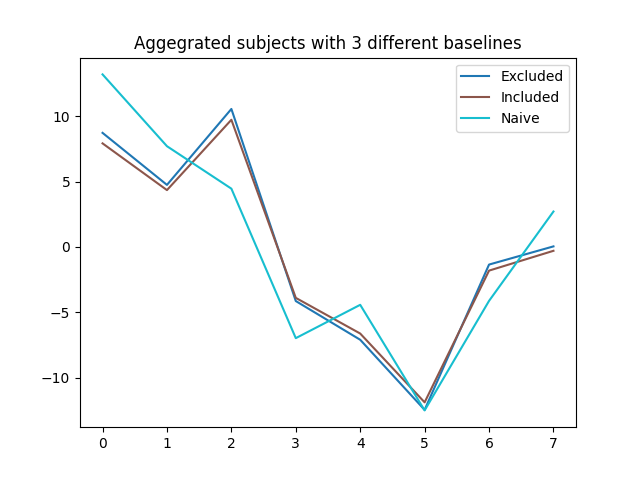 Aggegrated subjects with 3 different baselines
Excluded
Included
Naive
10
5
0
−5
−10
0 1 2 3 4 5 6 7